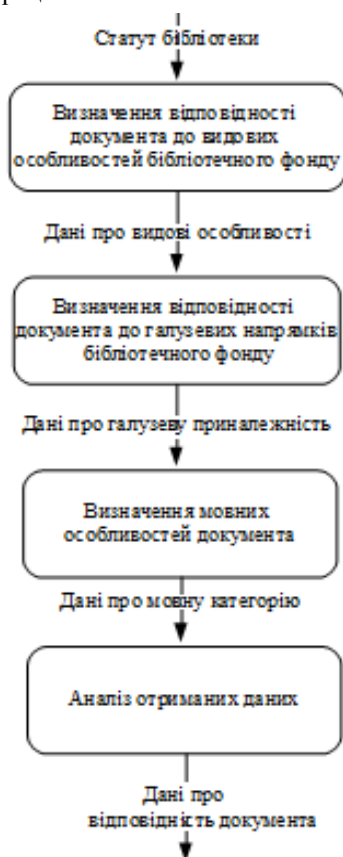 Статут бібліотеки
Визначення відповідності
документа до видових
особливостей бібліотечного фонду
Дані про видові особливості
Визначення відповідності
документа до галузевих напрямків
бібліотечного фонду
Дані про галузеву приналежність
Визначення мовних
особливостей документа
Дані про мовну категорію
Аналіз отриманих даних
Дані про
відповідність документа